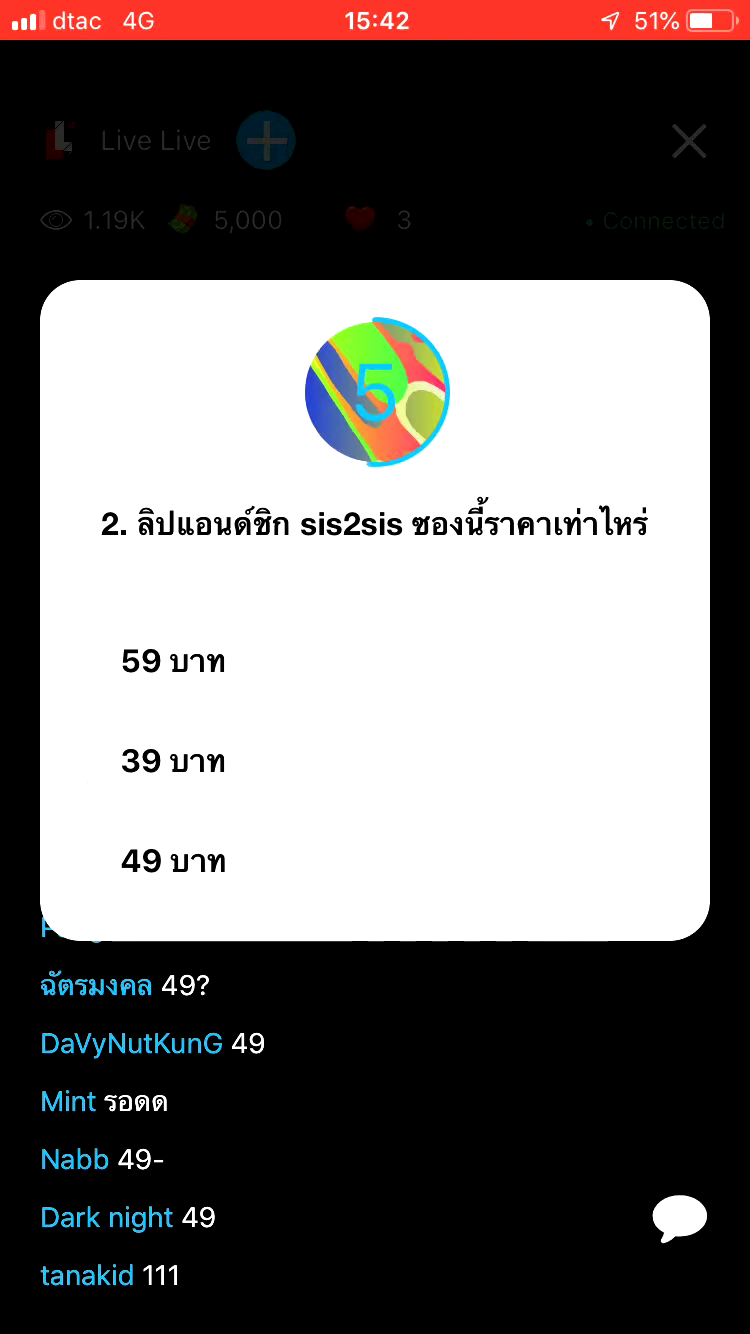 dtac 4G 15:42 51%
Live Live
1.19K 5,000 3 • Connected
5
2. ลิปแอนด์ชิก sis2sis ซองนี้ราคาเท่าไหร่
59 บาท
39 บาท
49 บาท
ฉัตรมงคล 49?
DaVyNutKunG 49
Mint รอดด
Nabb 49-
Dark night 49
tanakid 111